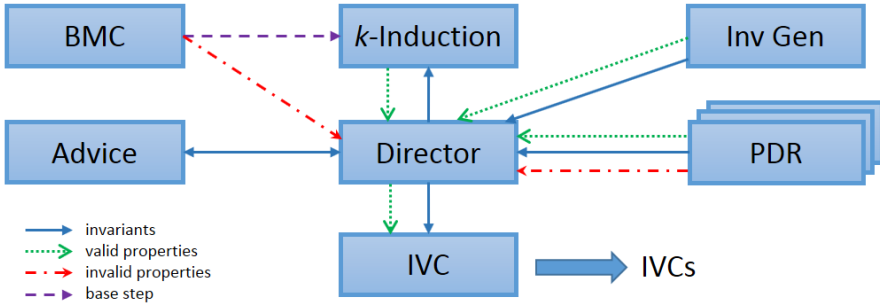 BMC
k-Induction
Inv Gen
Advice
Director
PDR
invariants
valid properties
invalid properties
base step
IVC
IVCs